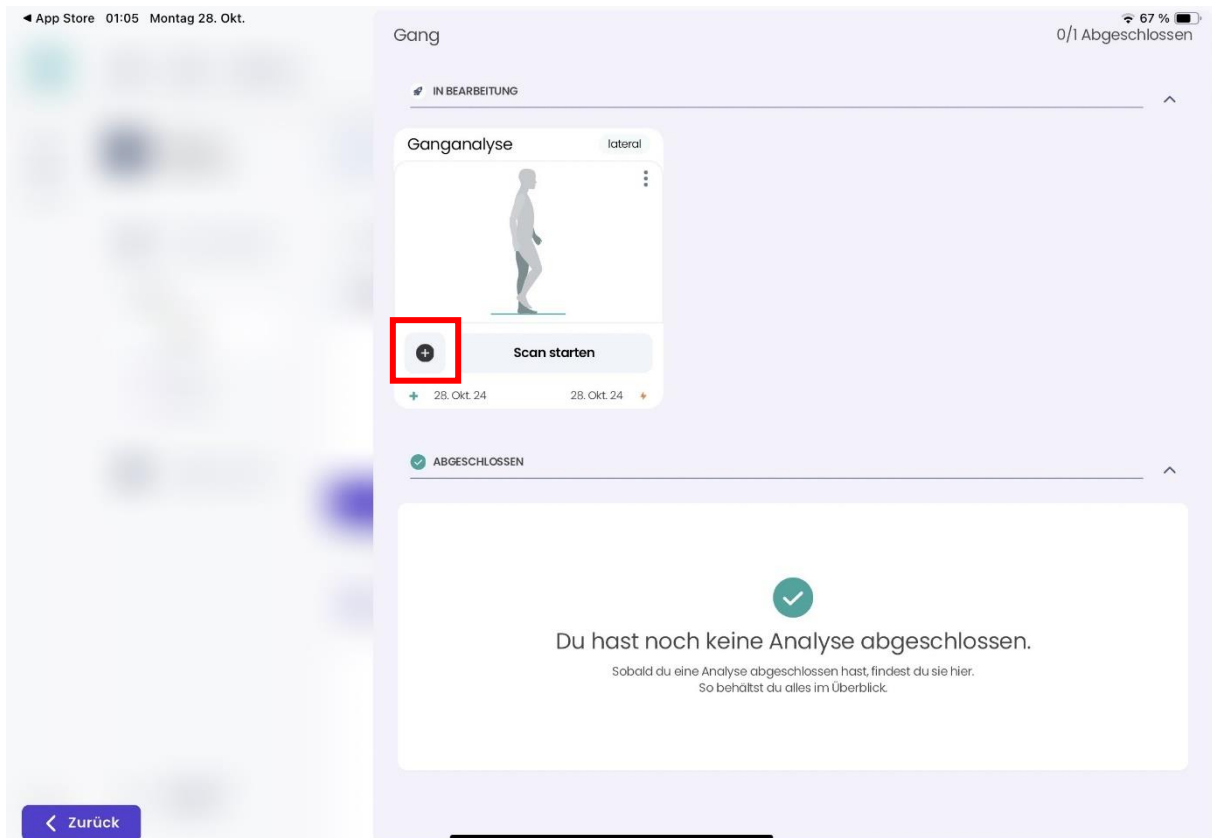 App Store 01:05 Montag 28. Okt.
67 %
Gang
0/1 Abgeschlossen
IN BEARBEITUNG
Ganganalyse lateral
Scan starten
28. Okt. 24 28. Okt. 24
ABGESCHLOSSEN
Du hast noch keine Analyse abgeschlossen.
Sobald du eine Analyse abgeschlossen hast, findest du sie hier.
So behältst du alles im Überblick.
Zurück